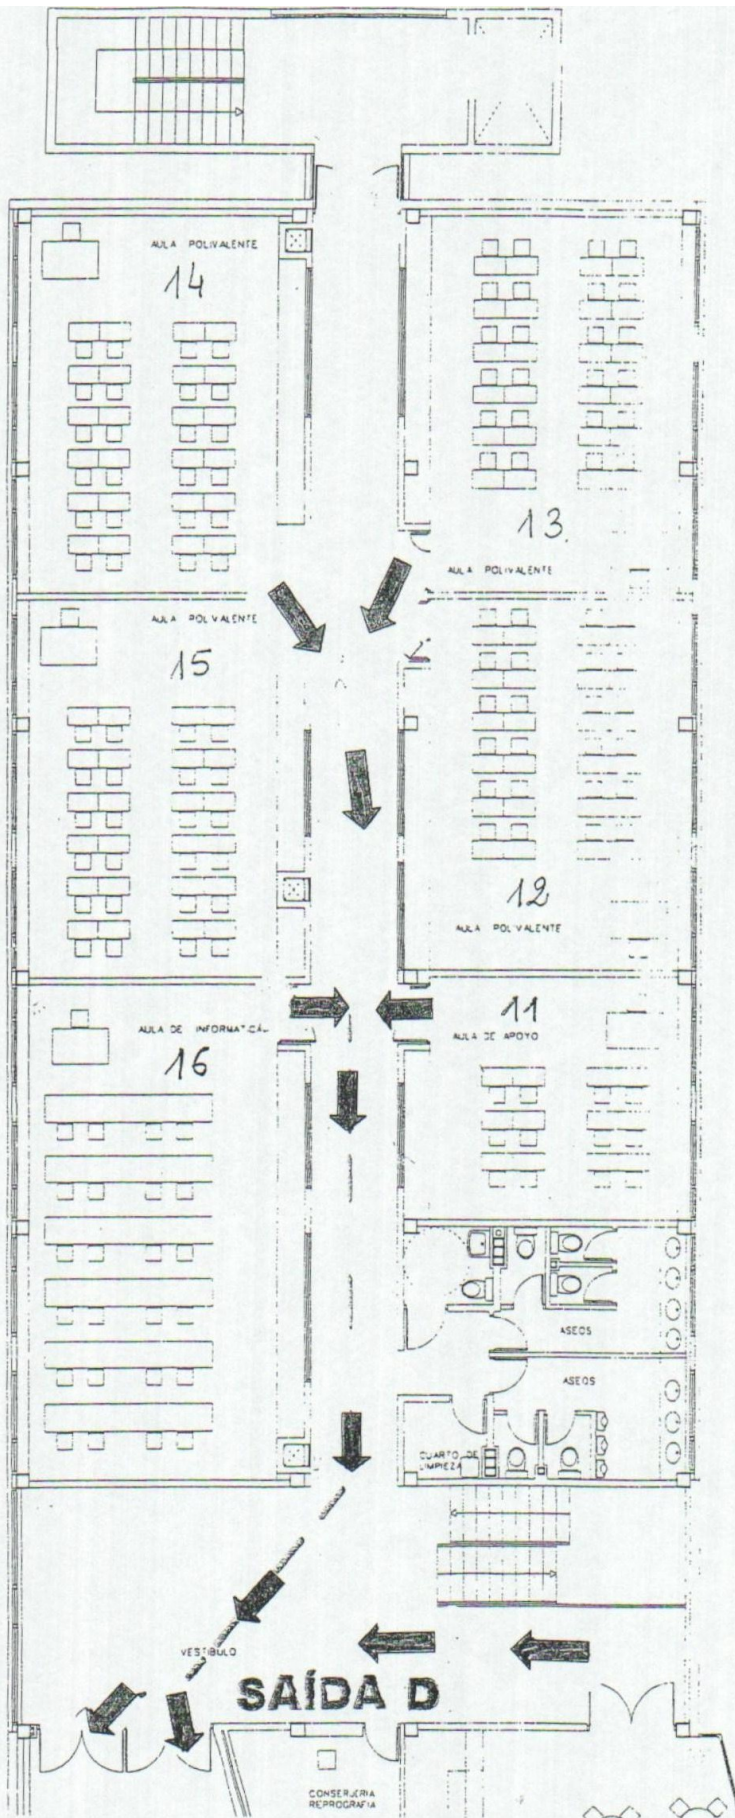 AULA POLIVALENTE
14
13
AULA POLIVALENTE
AULA POLIVALENTE
15
12
AULA POLIVALENTE
11
AULA DE APOYO
AULA DE INFORMATICA
16
ASEOS
ASEOS
CUARTO DE
LIMPIEZA
VESTIBULO
SAÍDA D
CONSERJERIA
REPROGRAFIA